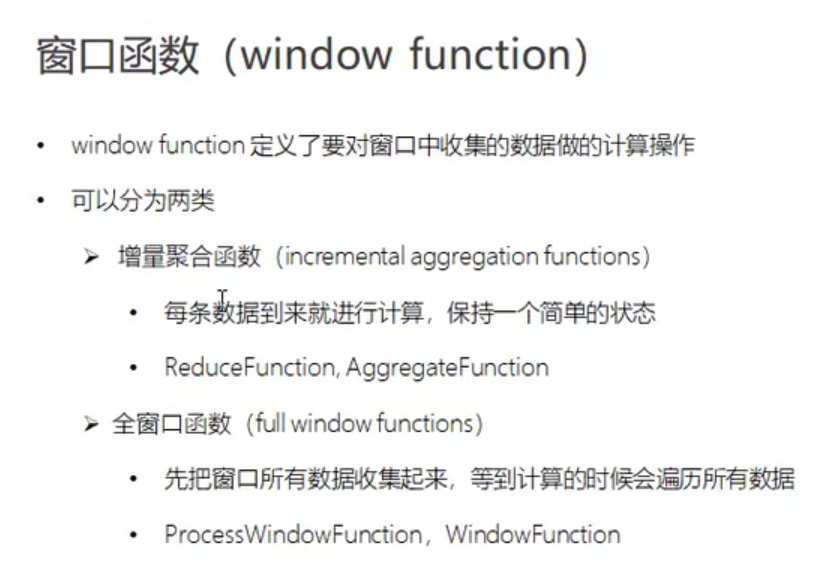 窗口函数（window function）
• window function 定义了要对窗口中收集的数据做的计算操作
• 可以分为两类
➢ 增量聚合函数（incremental aggregation functions）
• 每条数据到来就进行计算，保持一个简单的状态
• ReduceFunction, AggregateFunction
➢ 全窗口函数（full window functions）
• 先把窗口所有数据收集起来，等到计算的时候会遍历所有数据
• ProcessWindowFunction，WindowFunction